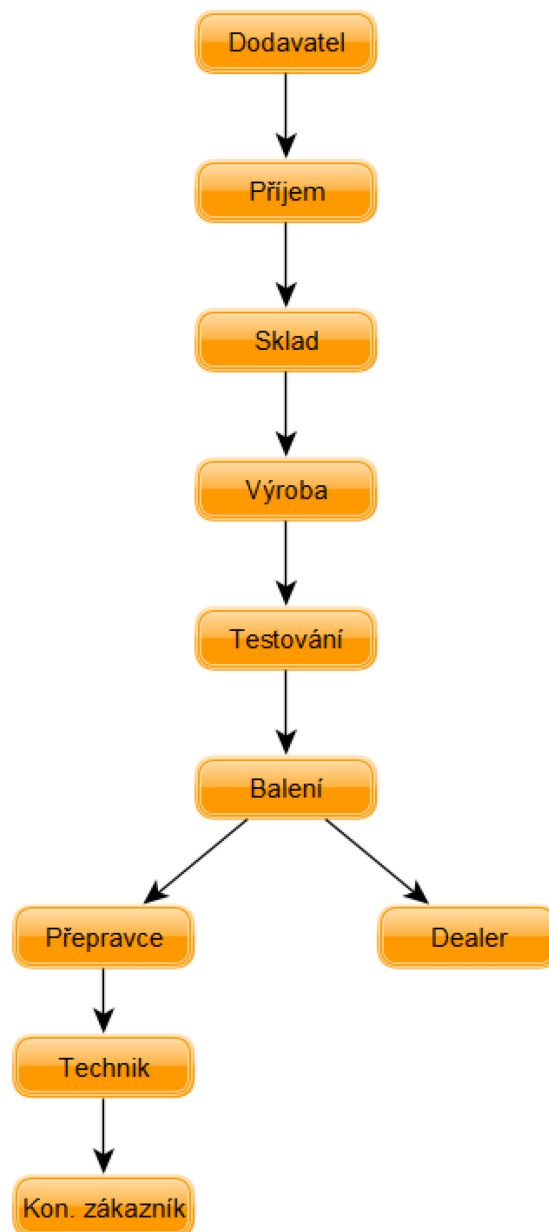 Dodavatel
Příjem
Sklad
Výroba
Testování
Balení
Přepravce
Dealer
Technik
Kon. zákazník